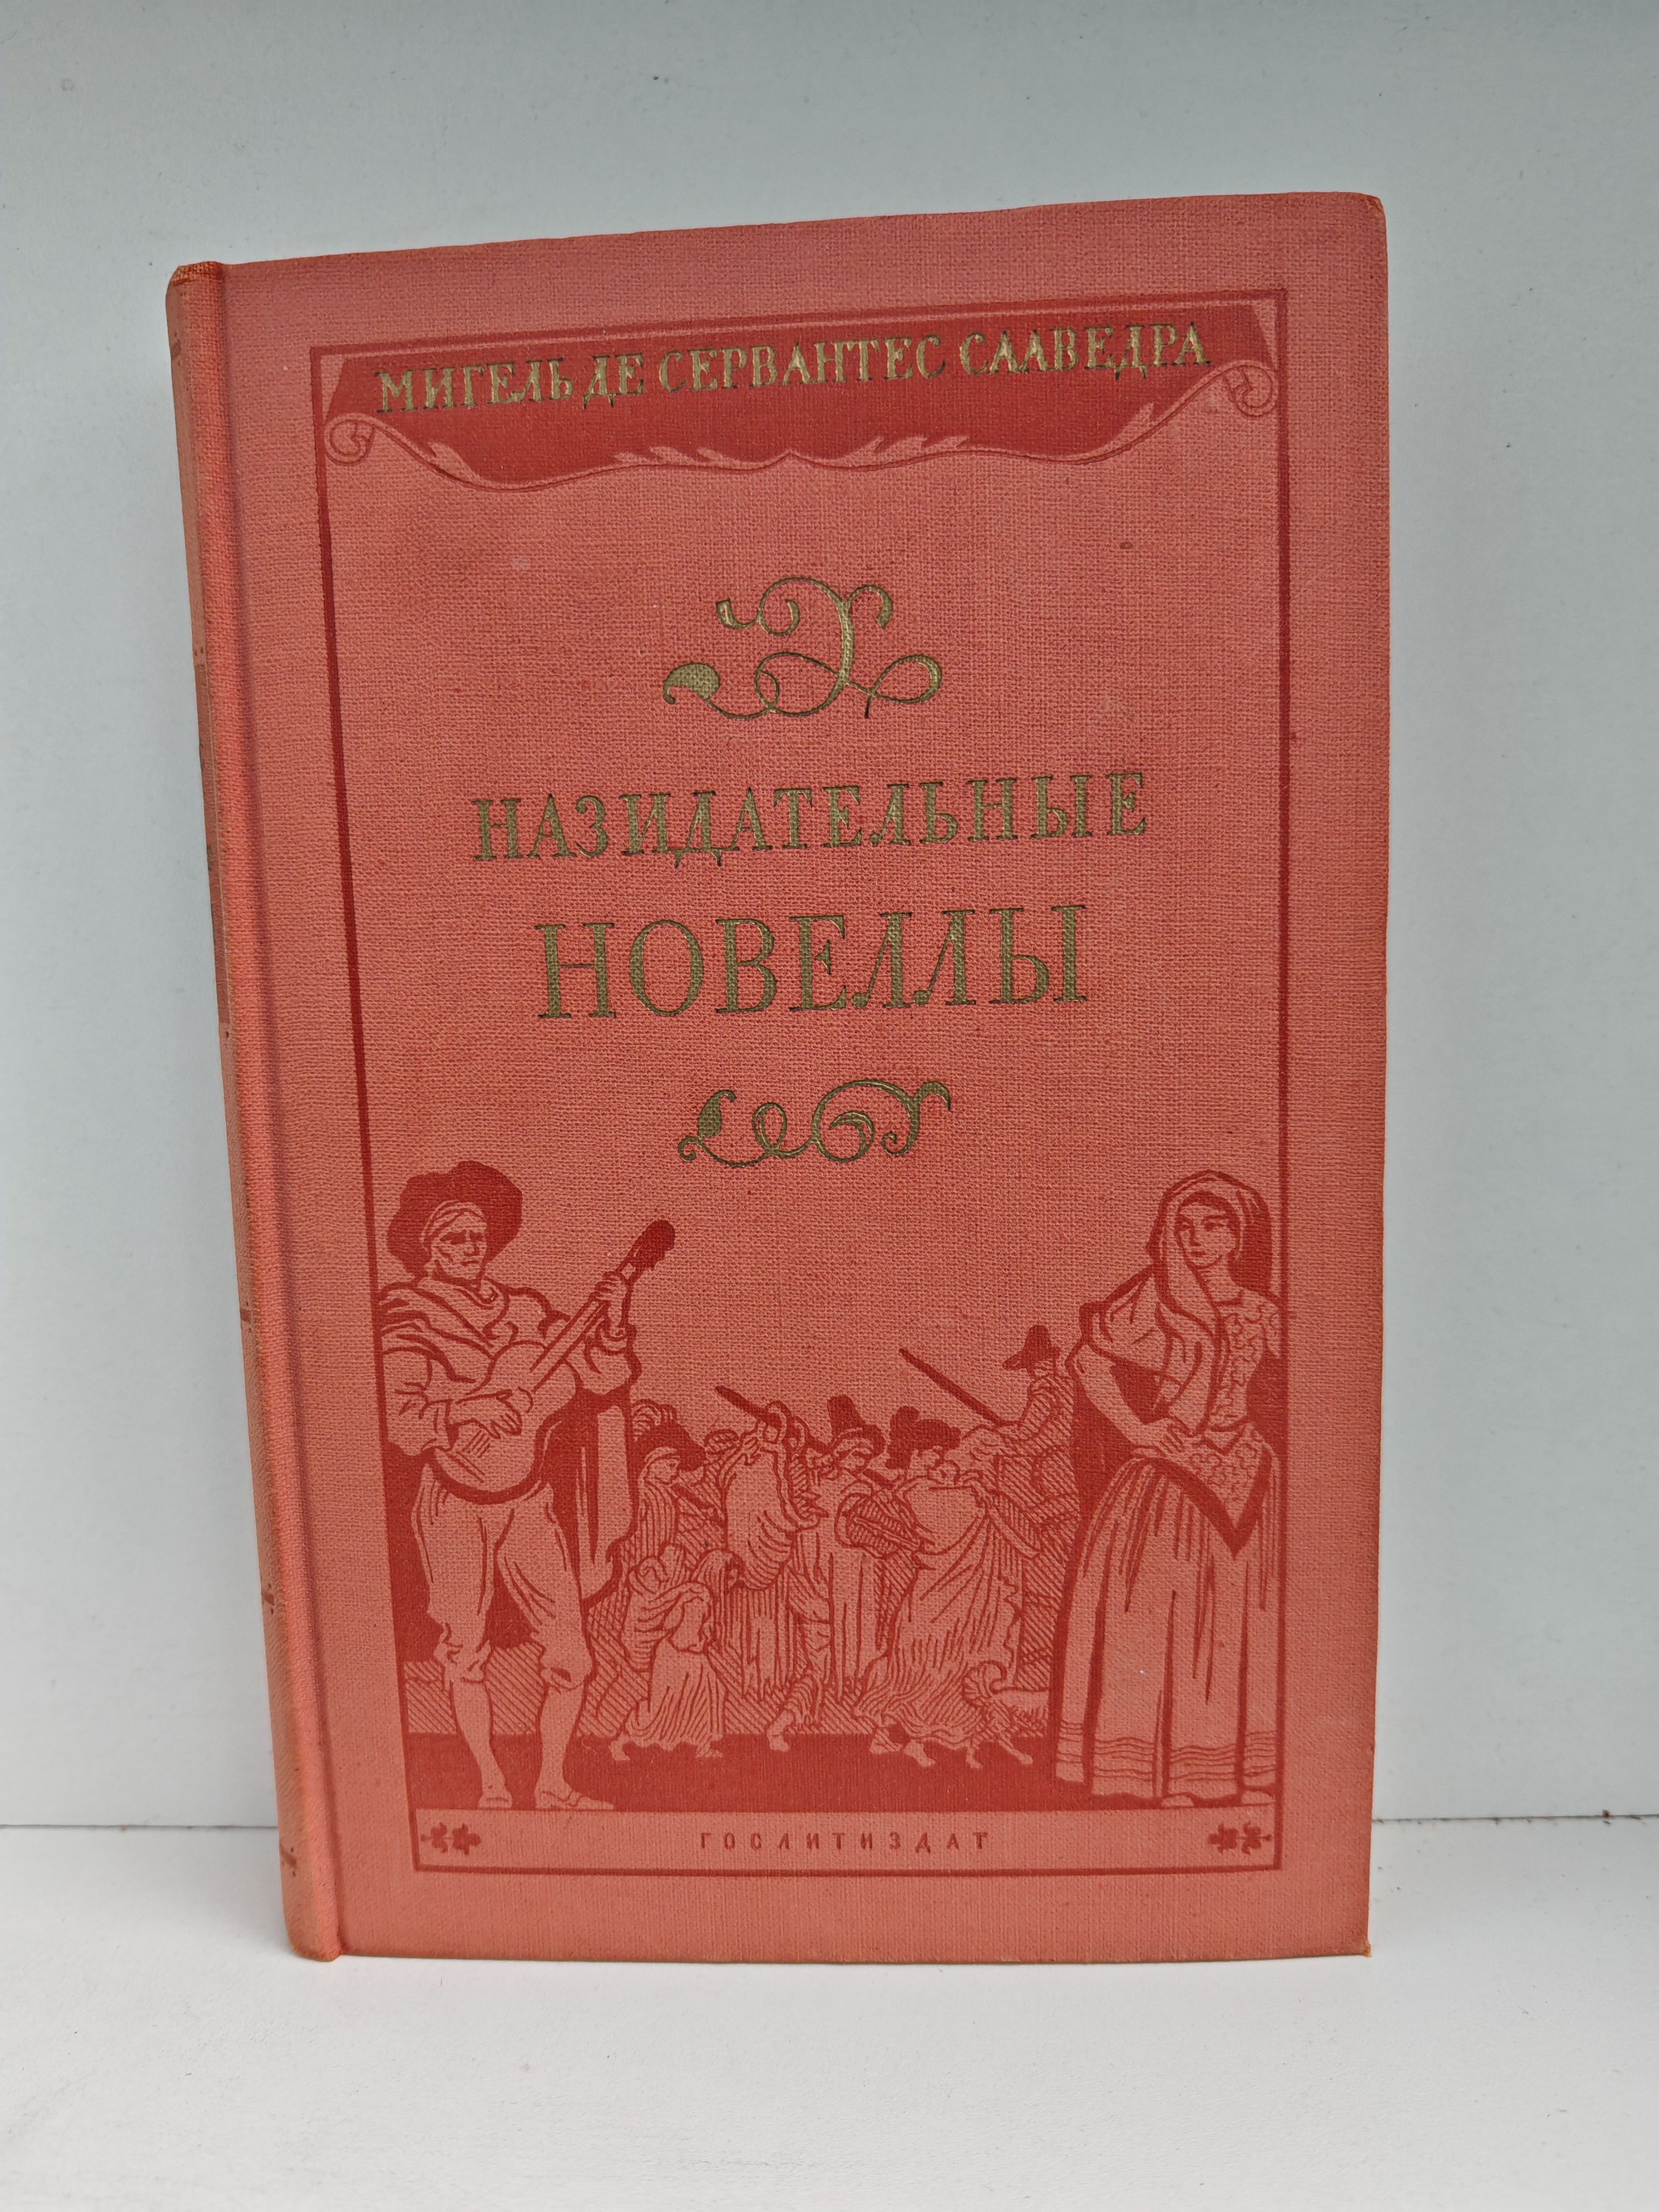 МИГЕЛЬ ДЕ СЕРВАНТЕС СААВЕДРА
НАЗИДАТЕЛЬНЫЕ
НОВЕЛЛЫ
ГОСЛИТИЗДАТ